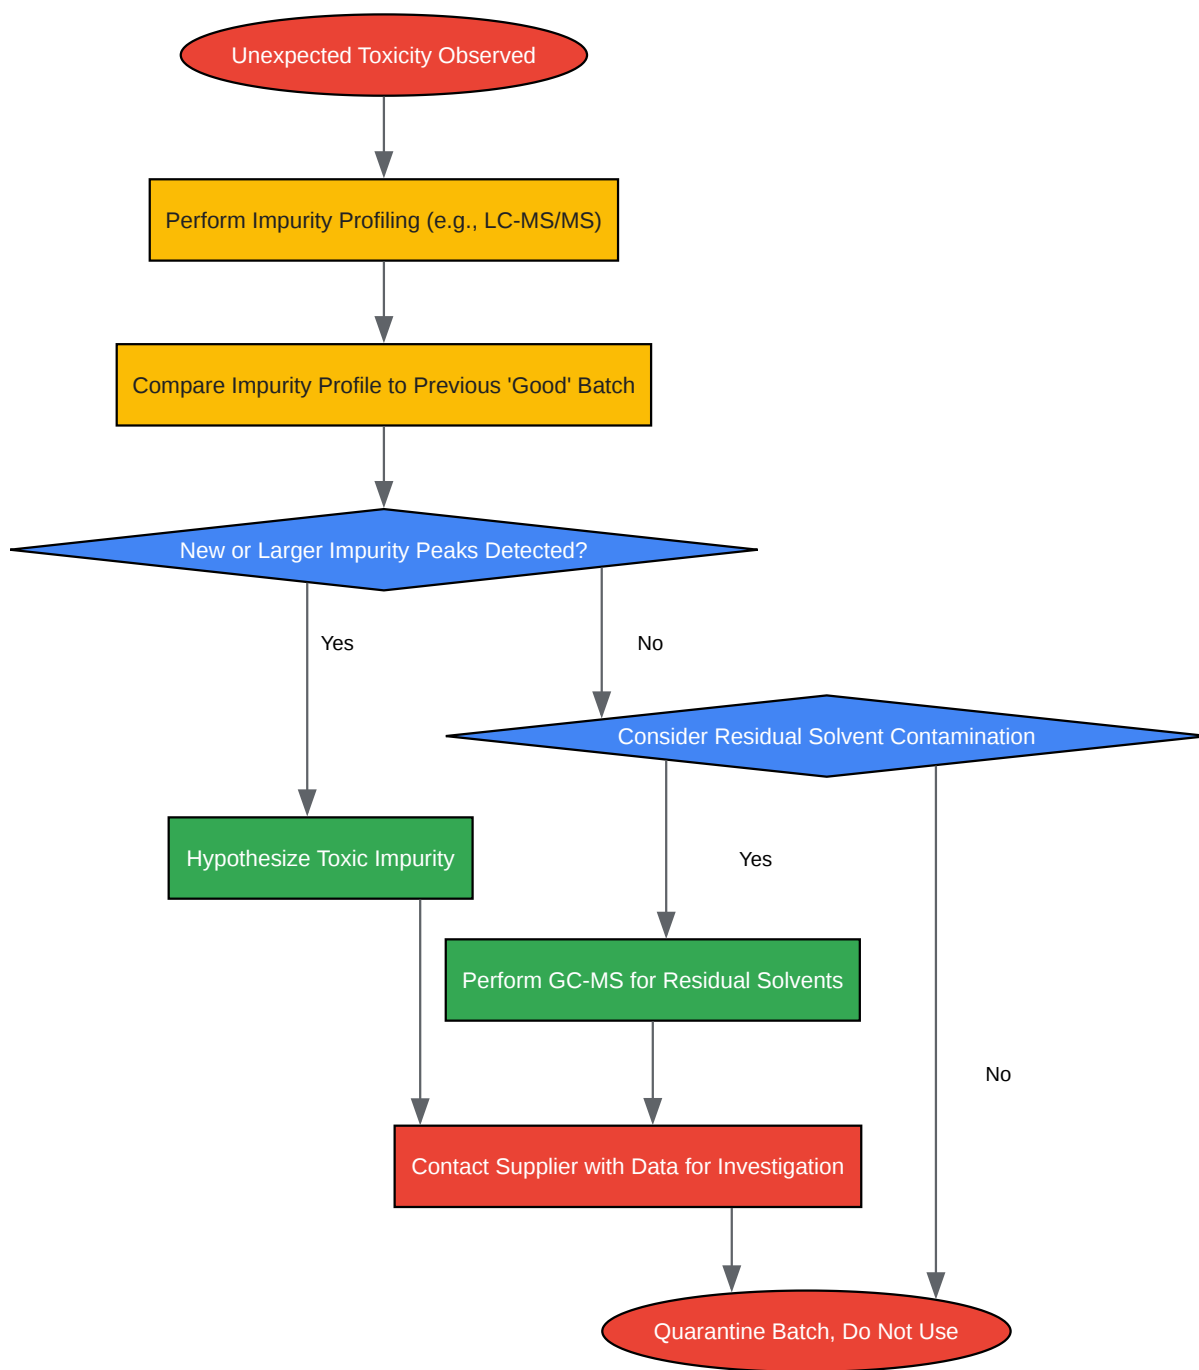 Unexpected Toxicity Observed
Perform Impurity Profiling (e.g., LC-MS/MS)
Compare Impurity Profile to Previous 'Good' Batch
New or Larger Impurity Peaks Detected?
Yes
No
Consider Residual Solvent Contamination
Hypothesize Toxic Impurity
Yes
Perform GC-MS for Residual Solvents
No
Contact Supplier with Data for Investigation
Quarantine Batch, Do Not Use